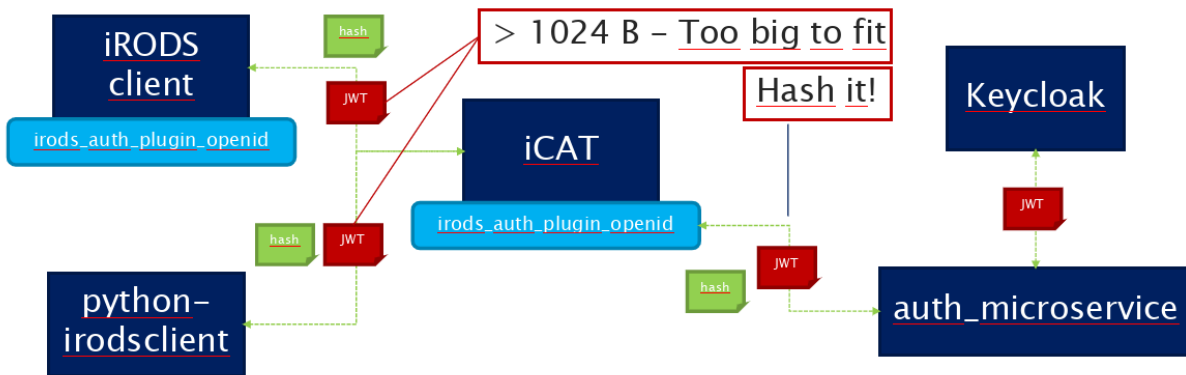 iRODS
client
irods_auth_plugin_openid
hash
JWT
> 1024 B – Too big to fit
Hash it!
Keycloak
iCAT
irods_auth_plugin_openid
hash
JWT
JWT
hash
JWT
python-
irodsclient
auth_microservice